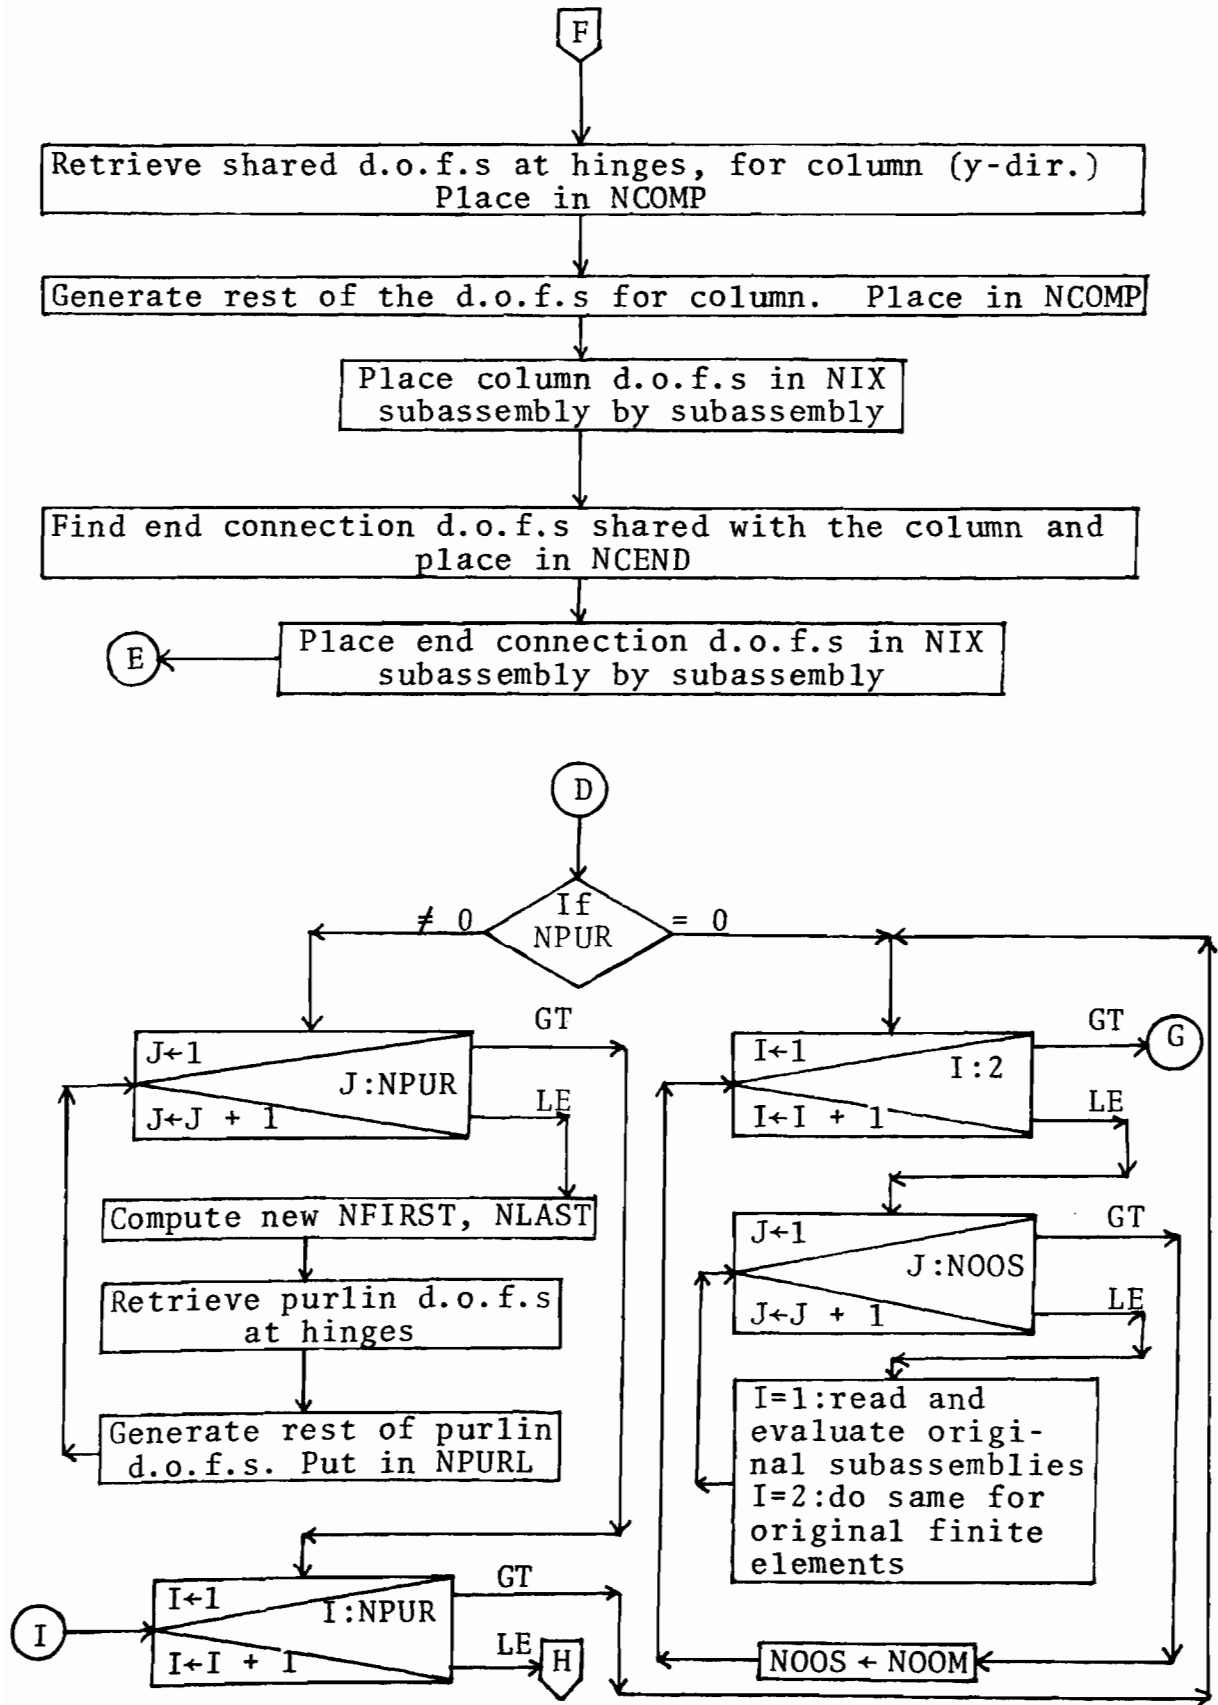 F
Retrieve shared d.o.f.s at hinges, for column (y-dir.)
Place in NCOMP
Generate rest of the d.o.f.s for column. Place in NCOMP
Place column d.o.f.s in NIX
subassembly by subassembly
Find end connection d.o.f.s shared with the column and
place in NCEND
E
Place end connection d.o.f.s in NIX
subassembly by subassembly
D
If
NPUR
≠ 0
= 0
J←1
J:NPUR
J←J + 1
GT
LE
Compute new NFIRST, NLAST
Retrieve purlin d.o.f.s
at hinges
Generate rest of purlin
d.o.f.s. Put in NPURL
I
I←1
I:NPUR
I←I + 1
GT
LE
H
I←1
I:2
I←I + 1
GT
G
LE
J←1
J:NOOS
J←J + 1
GT
LE
I=1:read and
evaluate origi-
nal subassemblies
I=2:do same for
original finite
elements
NOOS ← NOOM